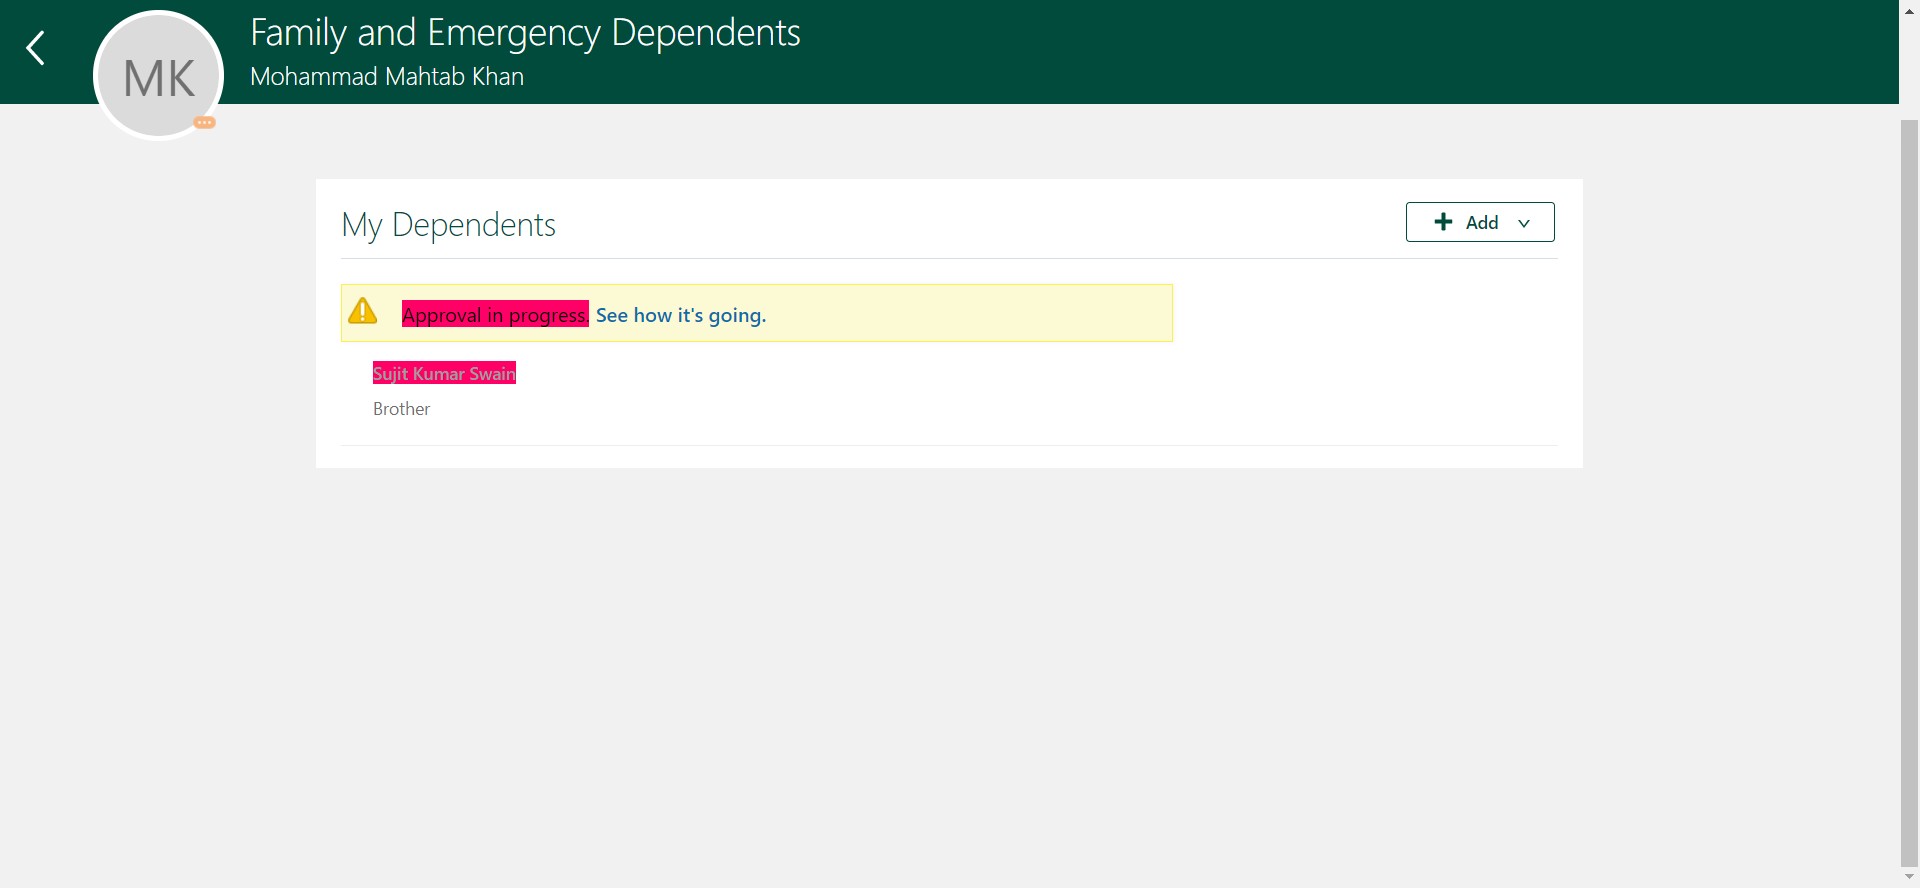 Family and Emergency Dependents
Mohammad Mahtab Khan
MK
My Dependents
Add
Approval in progress. See how it's going.
Sujit Kumar Swain
Brother